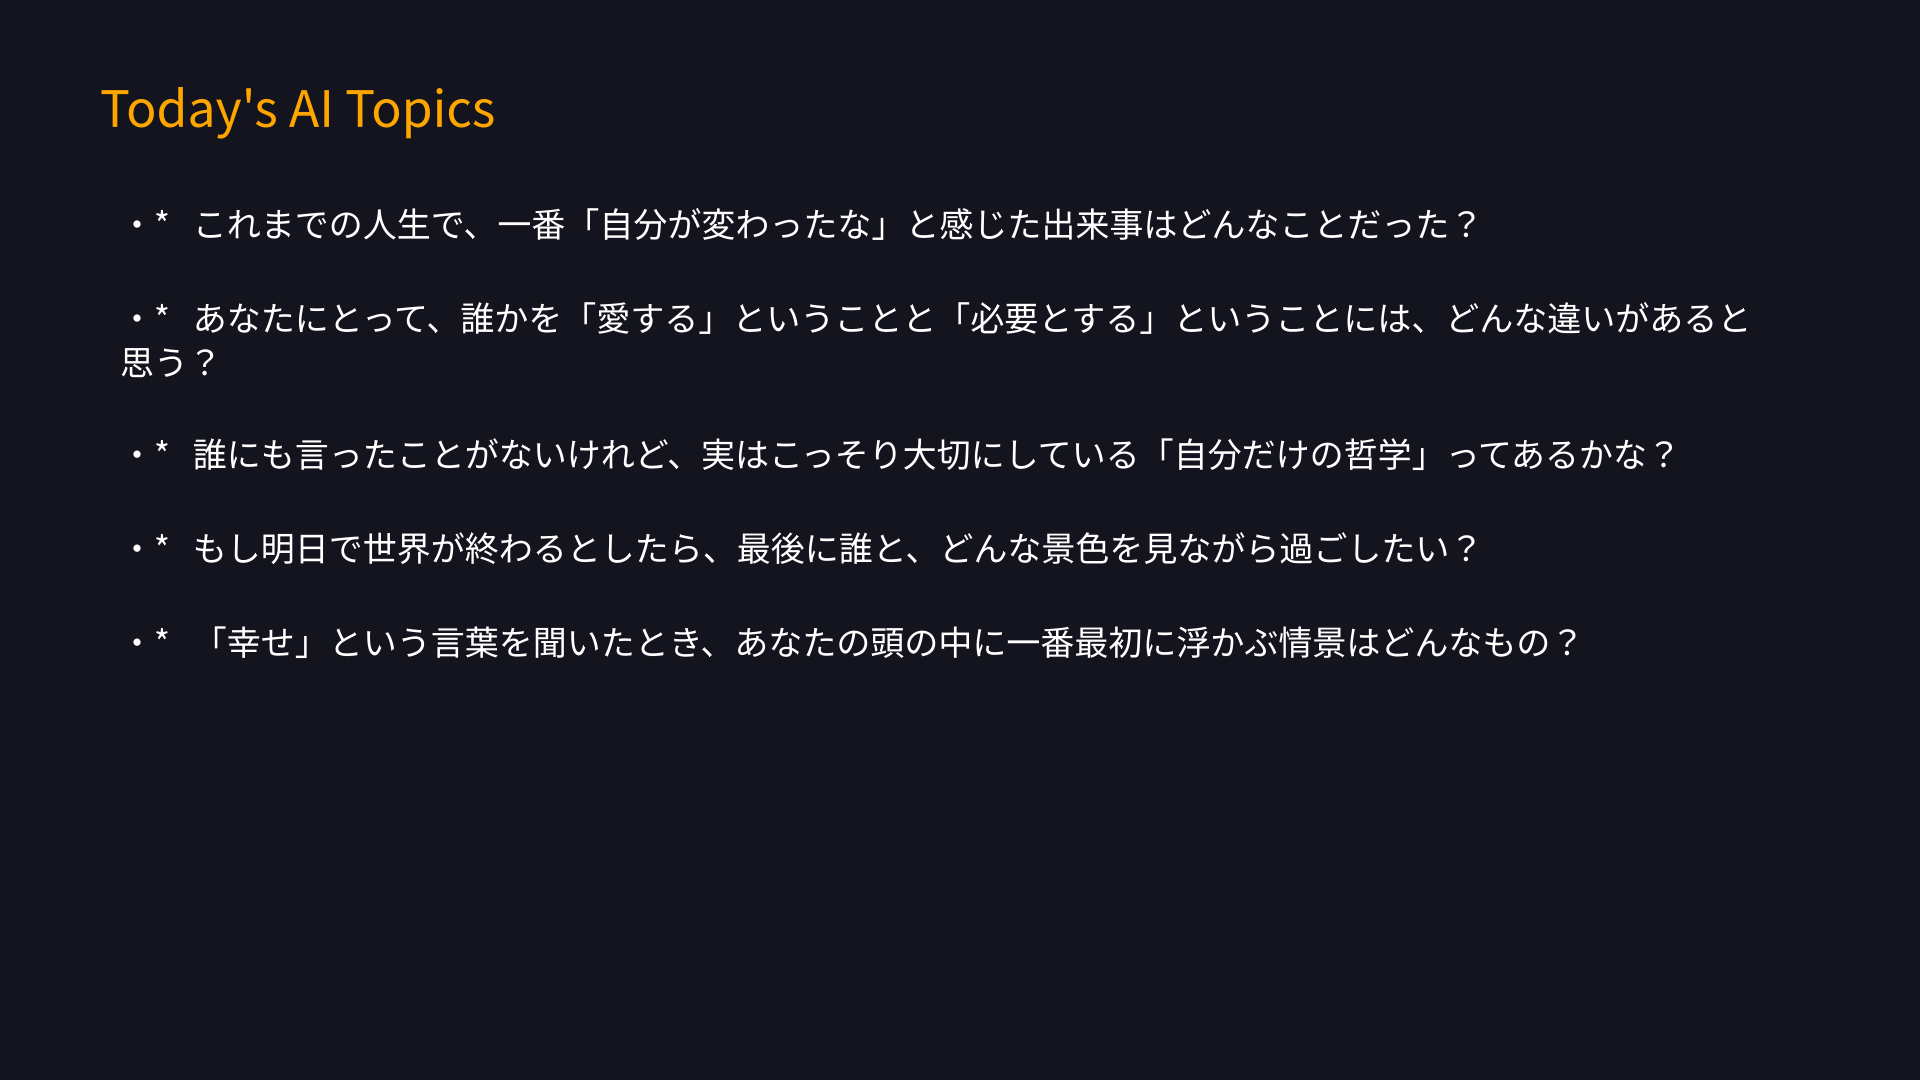 Today's AI Topics
・* これまでの人生で、一番「自分が変わったな」と感じた出来事はどんなことだった？
・* あなたにとって、誰かを「愛する」ということと「必要とする」ということには、どんな違いがあると
思う？
・* 誰にも言ったことがないけれど、実はこっそり大切にしている「自分だけの哲学」ってあるかな？
・* もし明日で世界が終わるとしたら、最後に誰と、どんな景色を見ながら過ごしたい？
・* 「幸せ」という言葉を聞いたとき、あなたの頭の中に一番最初に浮かぶ情景はどんなもの？